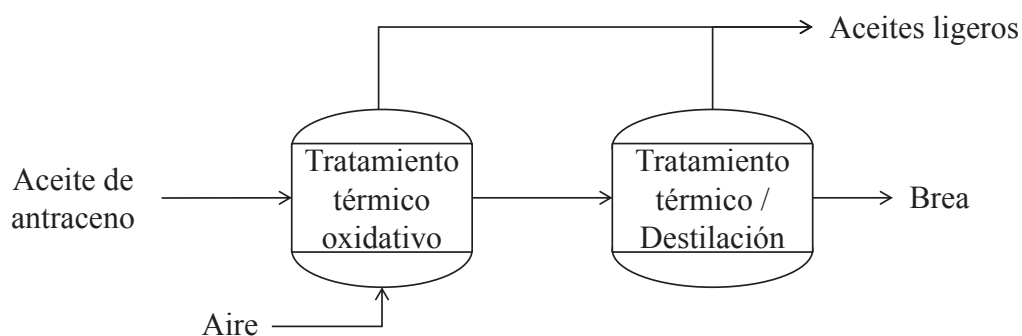 Aceites ligeros
Aceite de
antraceno
Tratamiento
térmico
oxidativo
Tratamiento
térmico /
Destilación
Brea
Aire